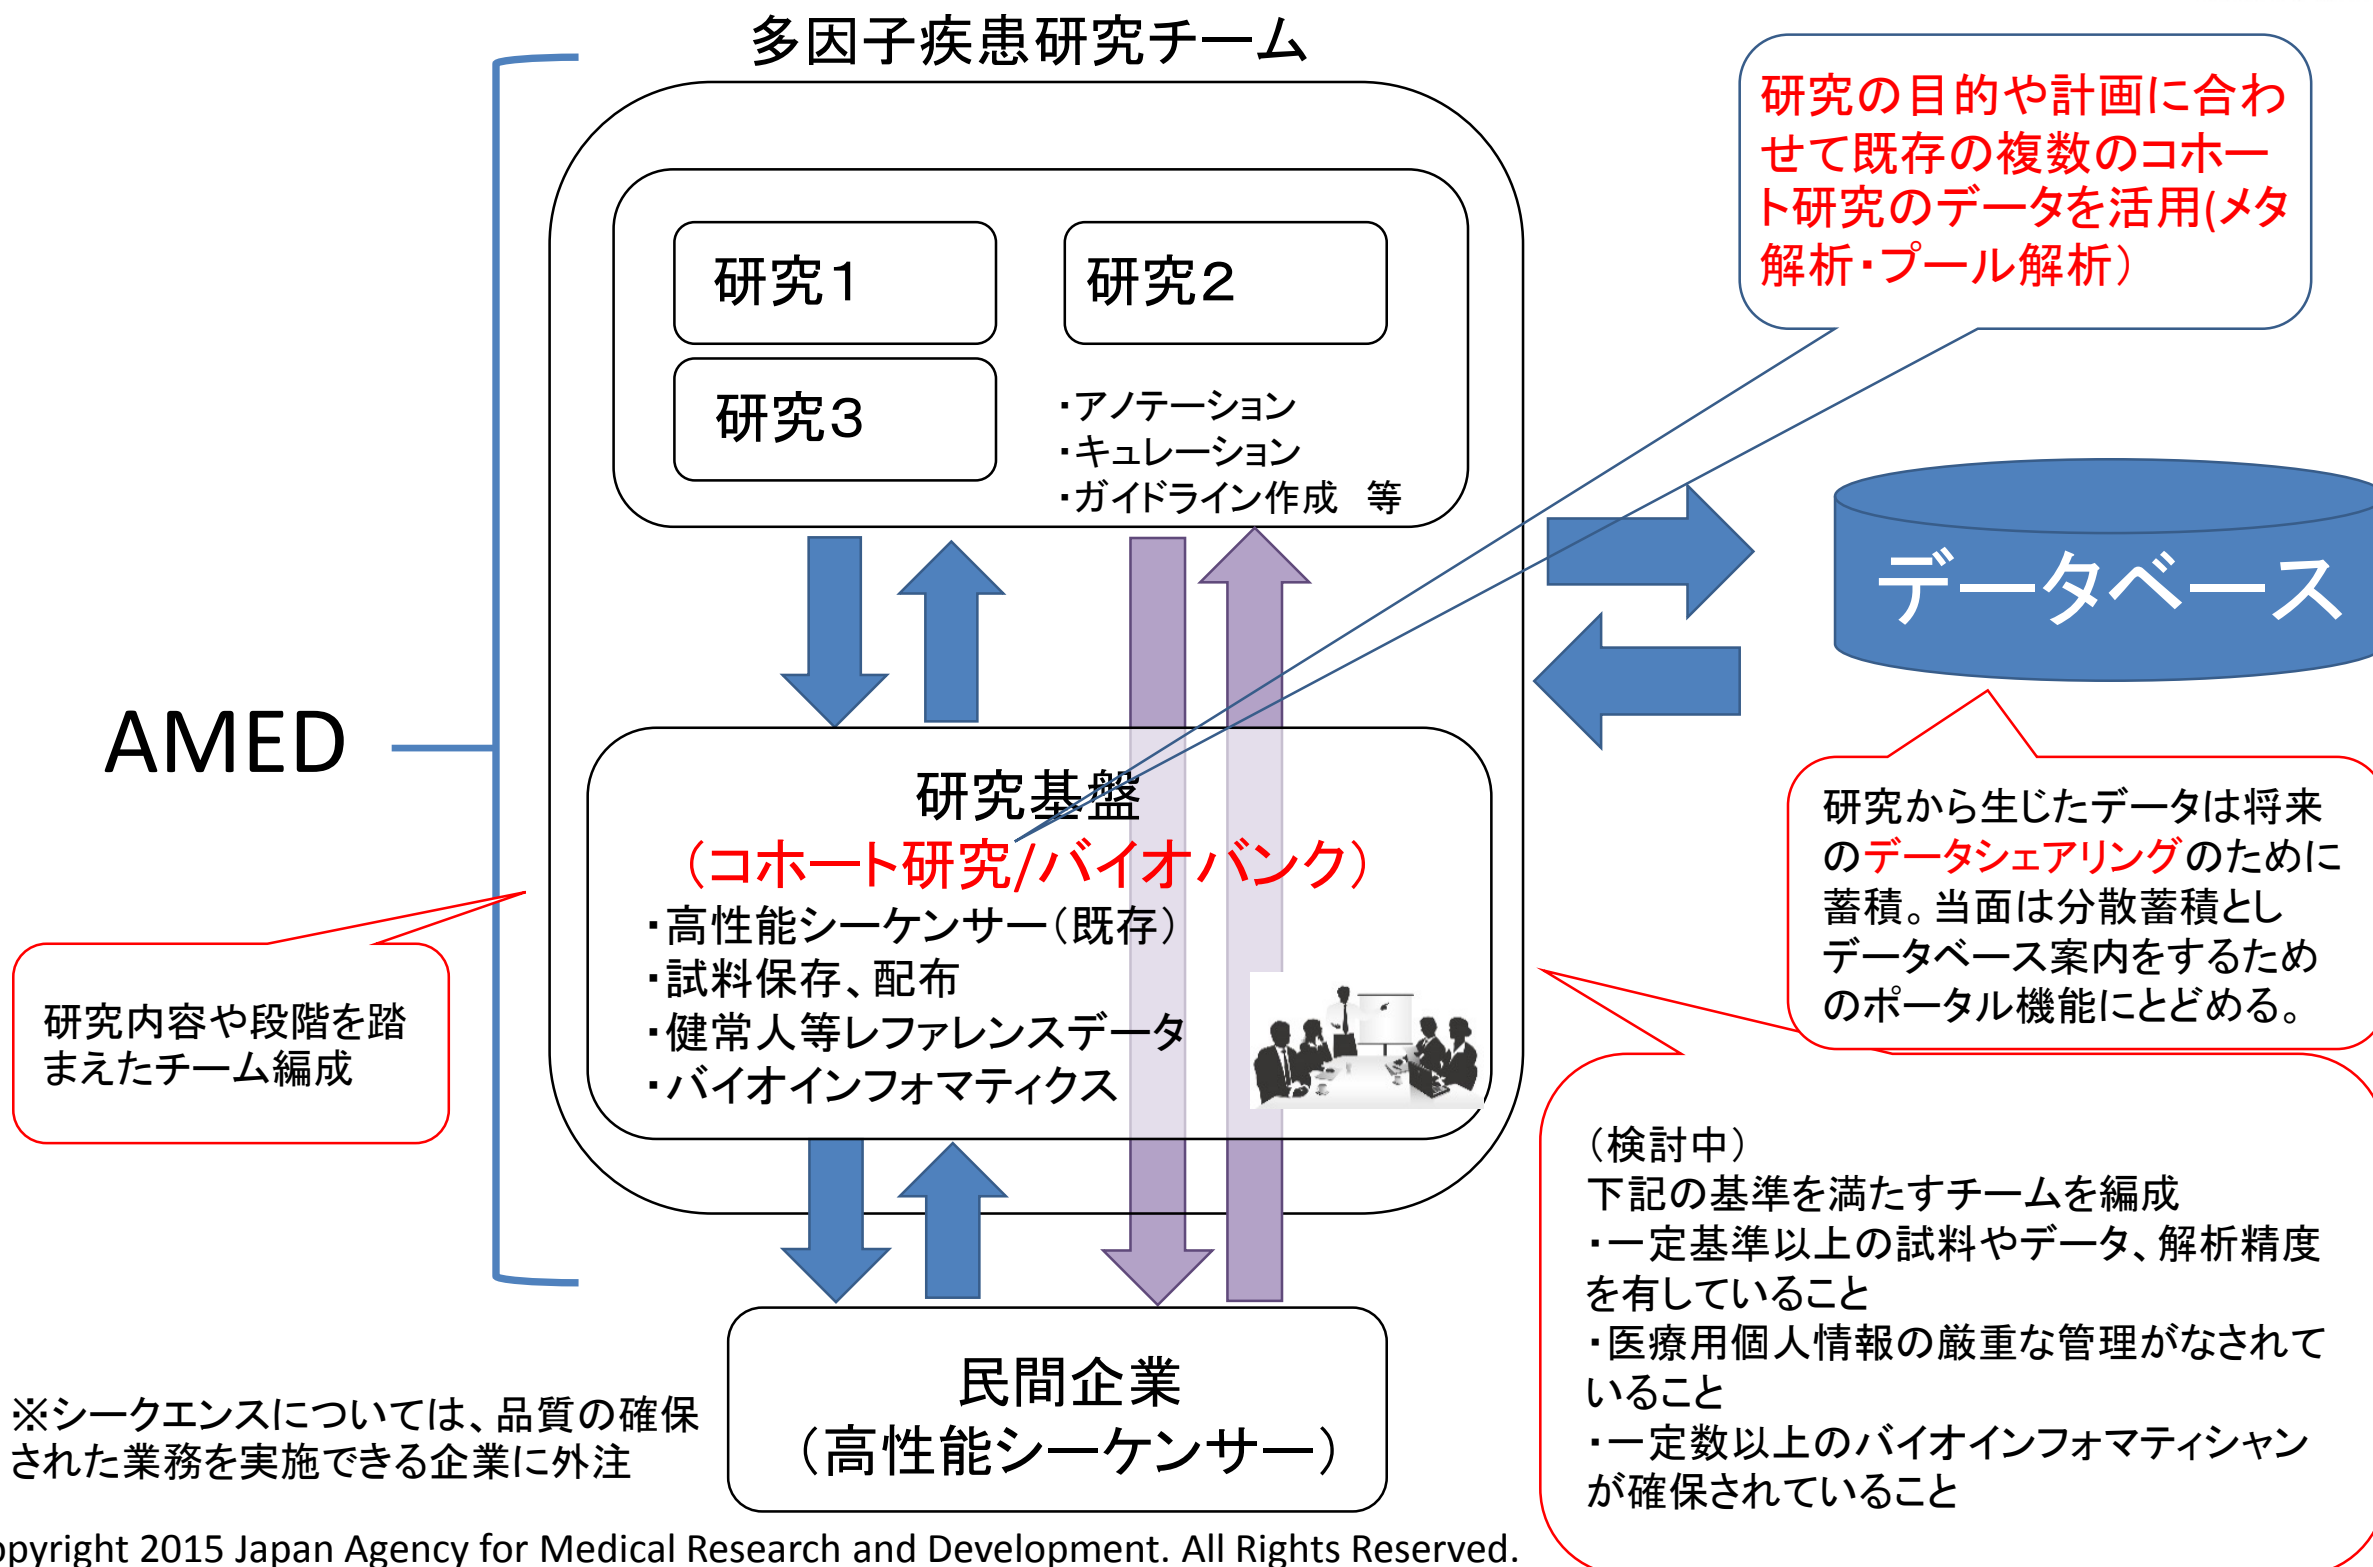 多因子疾患研究チーム
研究の目的や計画に合わ
せて既存の複数のコホー
ト研究のデータを活用(メタ
解析・プール解析）
研究１
研究２
研究３
・アノテーション
・キュレーション
・ガイドライン作成　等
データベース
AMED
研究基盤
（コホート研究/バイオバンク）
・高性能シーケンサー（既存）
・試料保存、配布
・健常人等レファレンスデータ
・バイオインフォマティクス
研究から生じたデータは将来
のデータシェアリングのために
蓄積。当面は分散蓄積とし
データベース案内をするため
のポータル機能にとどめる。
研究内容や段階を踏
まえたチーム編成
（検討中）
下記の基準を満たすチームを編成
・一定基準以上の試料やデータ、解析精度
を有していること
・医療用個人情報の厳重な管理がなされて
いること
・一定数以上のバイオインフォマティシャン
が確保されていること
民間企業
（高性能シーケンサー）
※シークエンスについては、品質の確保
された業務を実施できる企業に外注
opyright 2015 Japan Agency for Medical Research and Development. All Rights Reserved.